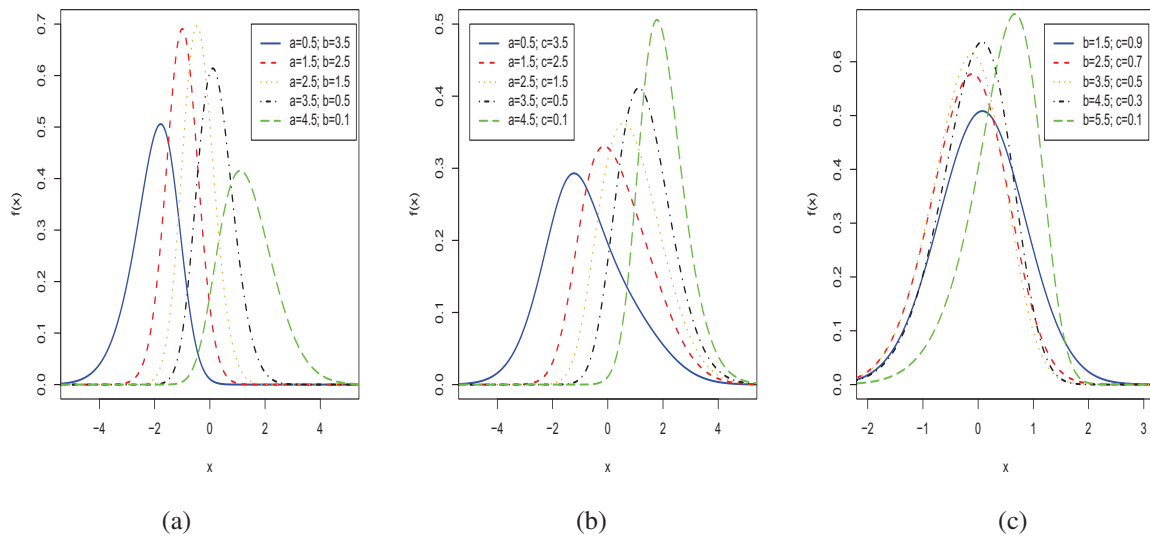 f(x)
0.0 0.1 0.2 0.3 0.4 0.5 0.6 0.7
a=0.5; b=3.5
a=1.5; b=2.5
a=2.5; b=1.5
a=3.5; b=0.5
a=4.5; b=0.1
−4 −2 0 2 4
x
(a)
f(x)
0.0 0.1 0.2 0.3 0.4 0.5
a=0.5; c=3.5
a=1.5; c=2.5
a=2.5; c=1.5
a=3.5; c=0.5
a=4.5; c=0.1
−4 −2 0 2 4
x
(b)
f(x)
0.0 0.1 0.2 0.3 0.4 0.5 0.6
b=1.5; c=0.9
b=2.5; c=0.7
b=3.5; c=0.5
b=4.5; c=0.3
b=5.5; c=0.1
−2 −1 0 1 2 3
x
(c)